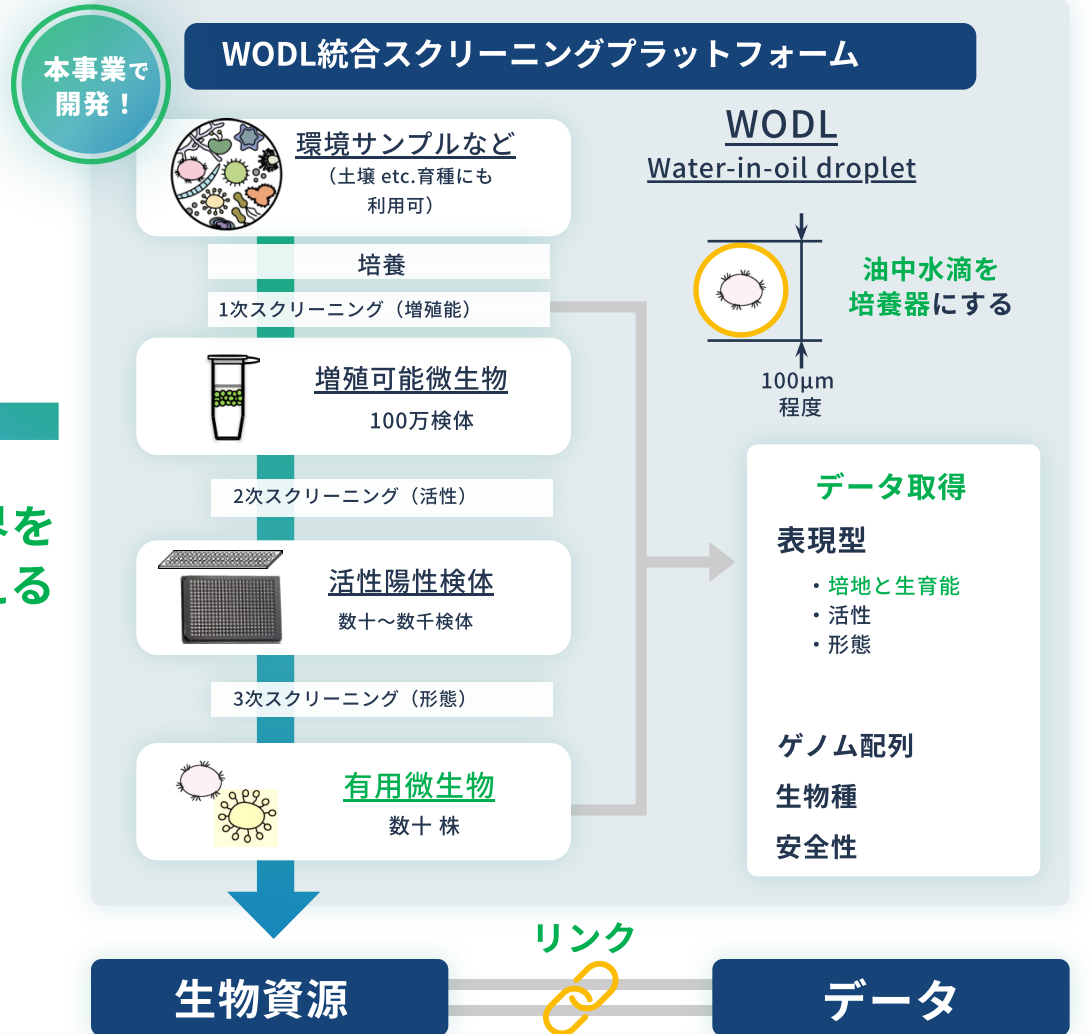 本事業で
開発！
WODL統合スクリーニングプラットフォーム
環境サンプルなど
（土壌 etc.育種にも
利用可）
培養
1次スクリーニング（増殖能）
増殖可能微生物
100万検体
2次スクリーニング（活性）
活性陽性検体
数十～数千検体
3次スクリーニング（形態）
有用微生物
数十 株
WODL
Water-in-oil droplet
油中水滴を
培養器にする
100μm
程度
データ取得
表現型
・培地と生育能
・活性
・形態
ゲノム配列
生物種
安全性
を
る
リンク
生物資源
データ